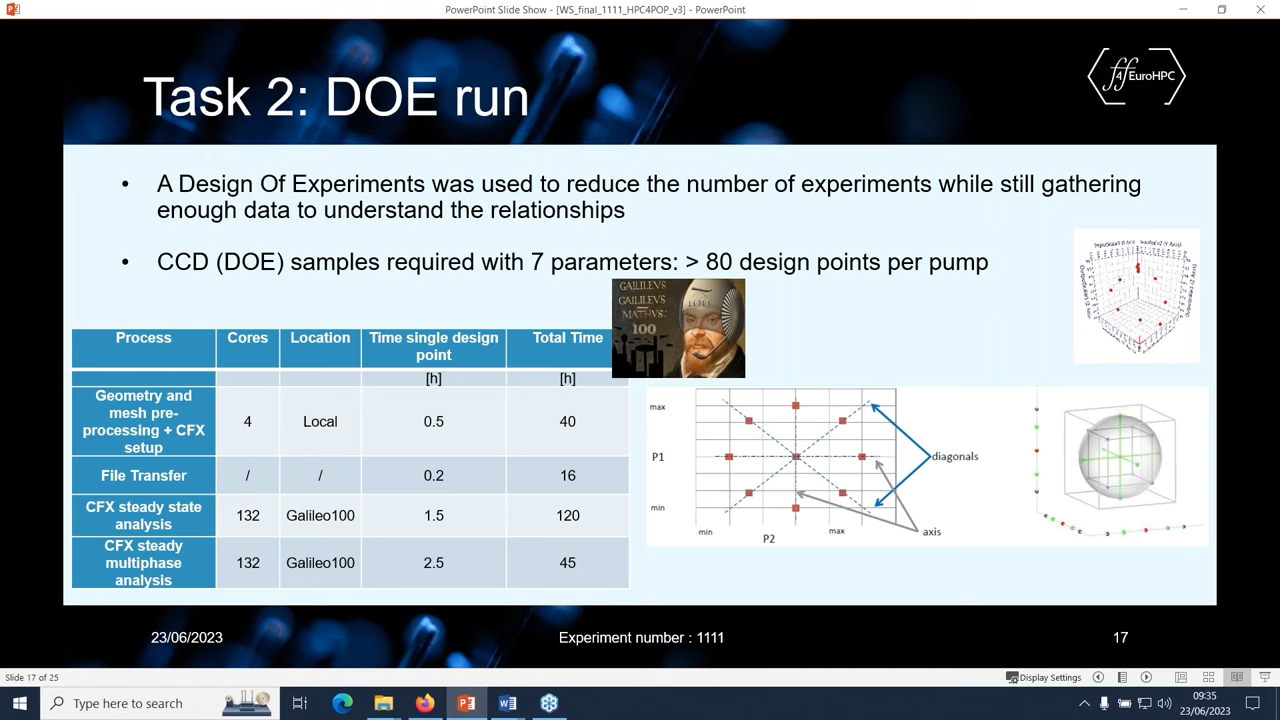 PowerPoint Slide Show - [WS_final_1111_HPC4POP_v3] - PowerPoint
Task 2: DOE run
ff4EuroHPC
• A Design Of Experiments was used to reduce the number of experiments while still gathering
enough data to understand the relationships
• CCD (DOE) samples required with 7 parameters: > 80 design points per pump
Process Cores Location Time single design point Total Time
[h] [h]
Geometry and mesh pre-processing + CFX setup 4 Local 0.5 40
File Transfer / / 0.2 16
CFX steady state analysis 132 Galileo100 1.5 120
CFX steady multiphase analysis 132 Galileo100 2.5 45
GALILEVS
GALILEVS
MATHVS:
100
100
max
P1
min
min
P2
max
diagonals
axis
23/06/2023
Experiment number : 1111
17
Slide 17 of 25
Display Settings
Type here to search
09:35
23/06/2023